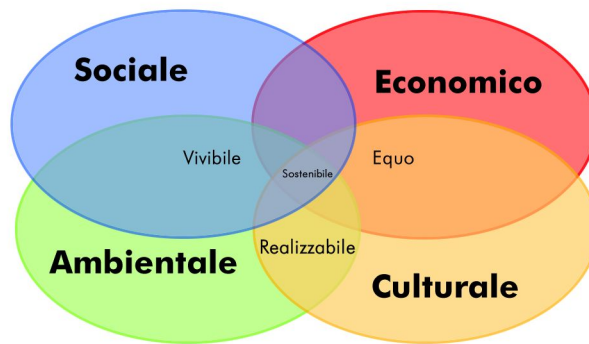 Sociale
Economico
Vivibile
Equo
Sostenibile
Realizzabile
Ambientale
Culturale